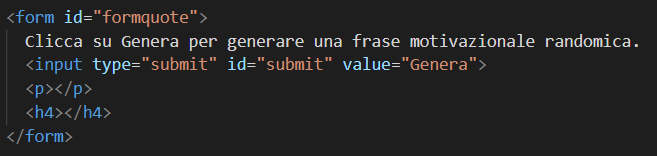 <form id="formquote">
Clicca su Genera per generare una frase motivazionale randomica.
<input type="submit" id="submit" value="Genera">
<p></p>
<h4></h4>
</form>